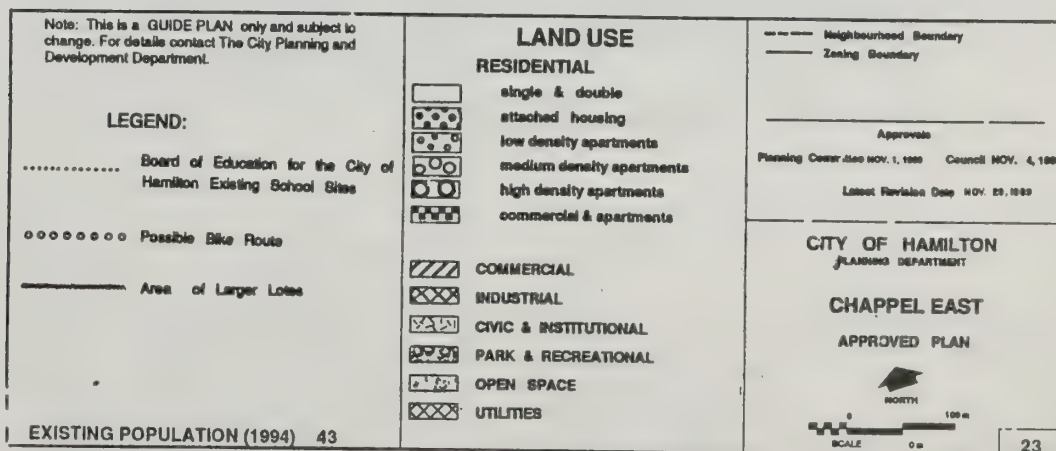 Note: This is a GUIDE PLAN only and subject to
change. For details contact The City Planning and
Development Department.
LEGEND:
Board of Education for the City of
Hamilton Existing School Sites
Possible Bike Route
Area of Larger Lotes
EXISTING POPULATION (1994) 43
LAND USE
RESIDENTIAL
single & double
attached housing
low density apartments
medium density apartments
high density apartments
commercial & apartments
COMMERCIAL
INDUSTRIAL
CIVIC & INSTITUTIONAL
PARK & RECREATIONAL
OPEN SPACE
UTILITIES
Neighbourhood Boundary
Zoning Boundary
Approvals
Planning Committee NOV. 1, 1989 Council NOV. 4, 198
Latest Revision Date NOV. 29, 1989
CITY OF HAMILTON
PLANNING DEPARTMENT
CHAPPEL EAST
APPROVED PLAN
NORTH
0 100 m
SCALE 0 m
23